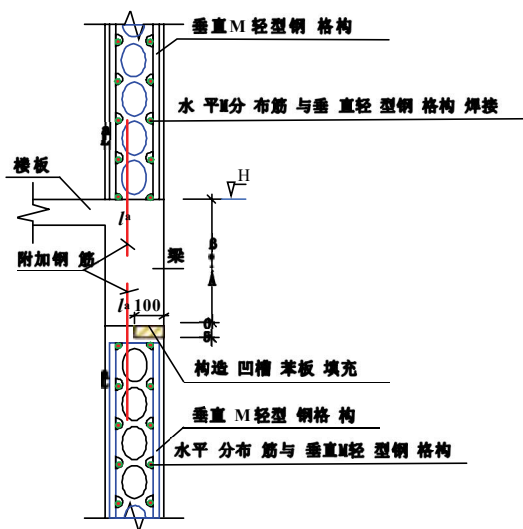 垂直M轻型钢 格构
水 平M分 布筋 与垂 直轻 型钢 格构 焊接
楼板
H
la
附加钢 筋
梁
la
100
构造 凹槽 苯板 填充
垂直 M轻型 钢格 构
水平 分布 筋与 垂直M轻 型钢 格构